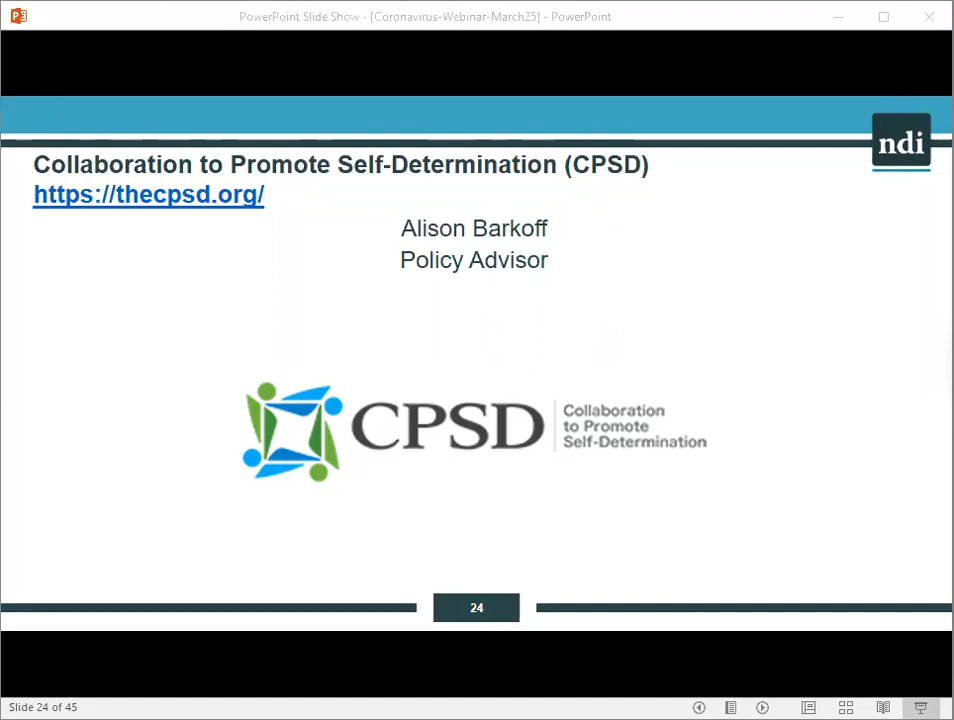 PowerPoint Slide Show - [Coronavirus-Webinar-March25] - PowerPoint
ndi
Collaboration to Promote Self-Determination (CPSD)
https://thecpsd.org/
Alison Barkoff
Policy Advisor
CPSD
Collaboration
to Promote
Self-Determination
24
Slide 24 of 45